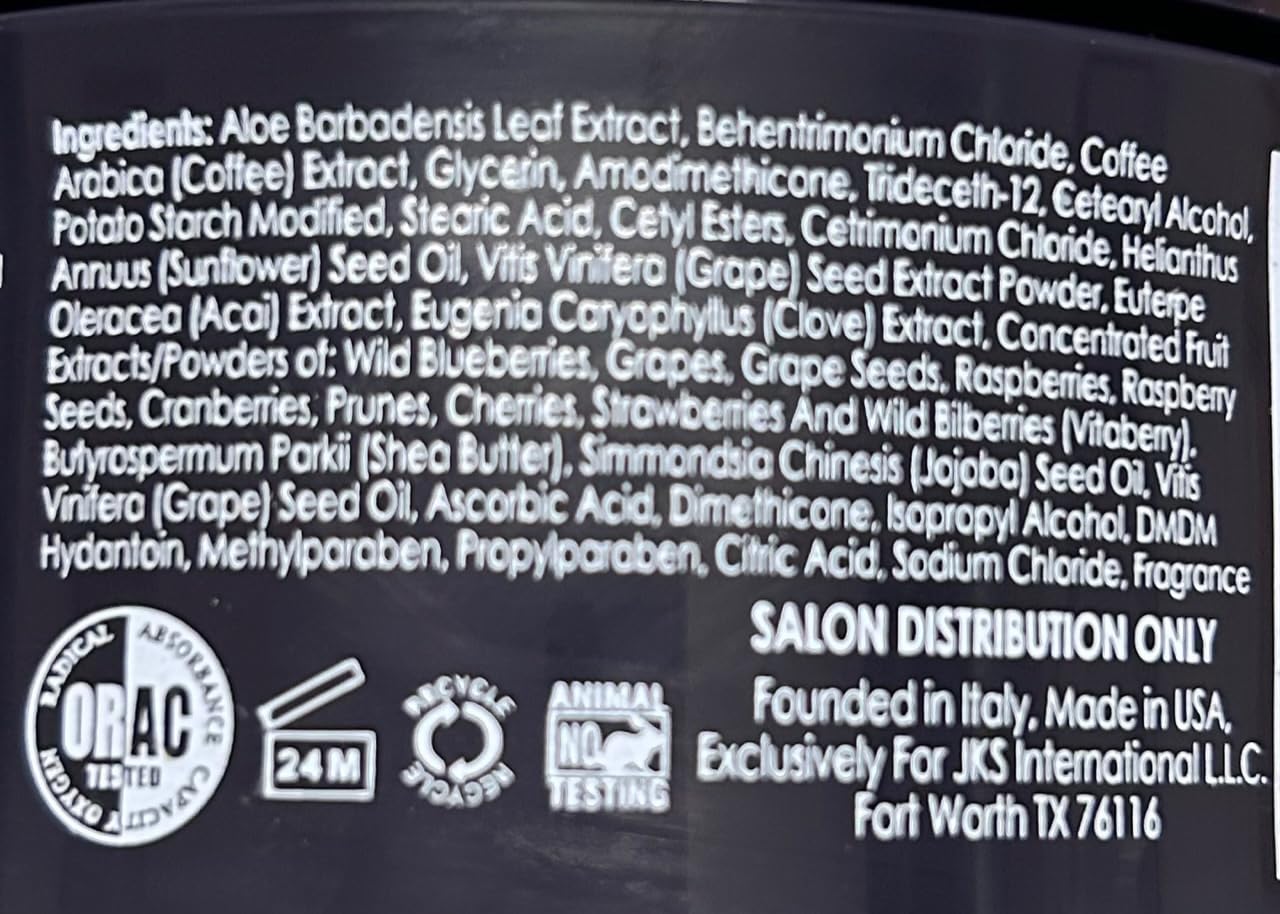 Ingredients: Aloe Barbadensis Leaf Extract, Behentrimonium Chloride, Coffee
Arabica (Coffee) Extract, Glycerin, Amodimethicone, Trideceth-12, Cetearyl Alcohol,
Potato Starch Modified, Stearic Acid, Cetyl Esters, Cetrimonium Chloride, Helianthus
Annuus (Sunflower) Seed Oil, Vitis Vinifera (Grape) Seed Extract Powder, Euterpe
Oleracea (Acai) Extract, Eugenia Caryophyllus (Clove) Extract, Concentrated Fruit
Extracts/Powders of: Wild Blueberries, Grapes, Grape Seeds, Raspberries, Raspberry
Seeds, Cranberries, Prunes, Cherries, Strawberries And Wild Bilberries (Vitaberry).
Butyrospermum Parkii (Shea Butter), Simmondsia Chinesis (Jojoba) Seed Oil, Vitis
Vinifera (Grape) Seed Oil, Ascorbic Acid, Dimethicone, Isopropyl Alcohol, DMDM
Hydantoin, Methylparaben, Propylparaben, Citric Acid, Sodium Chloride, Fragrance
OXYGEN RADICAL ABSORBANCE CAPACITY
ORAC
TESTED
24M
RECYCLE
RECYCLE
ANIMAL
NO
TESTING
SALON DISTRIBUTION ONLY
Founded in Italy, Made in USA,
Exclusively For JKS International L.L.C.
Fort Worth TX 76116